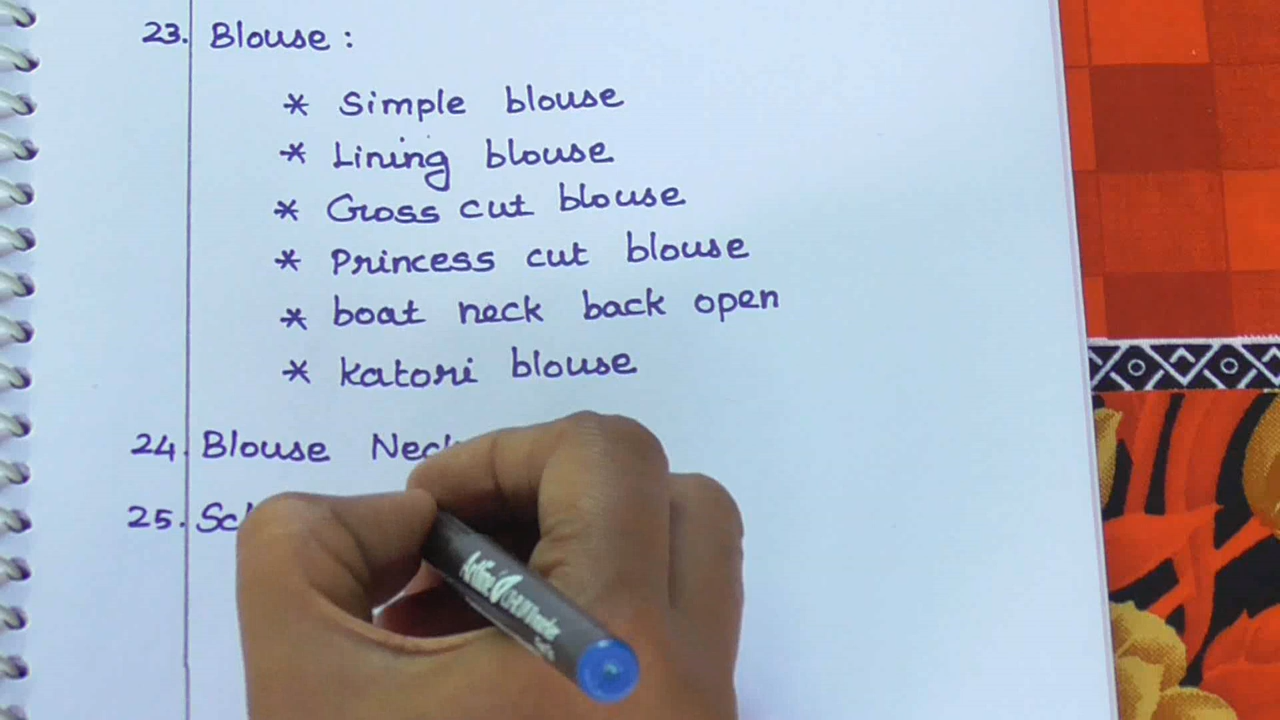 23. Blouse :
* Simple blouse
* Lining blouse
* Cross cut blouse
* Princess cut blouse
* boat neck back open
* katori blouse
24. Blouse
25.
Artline